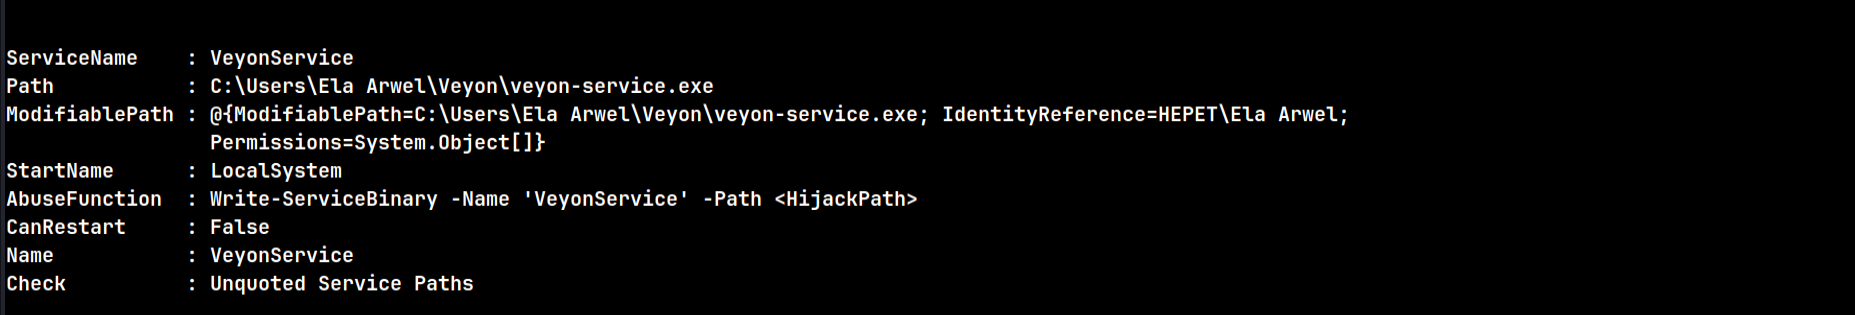 ServiceName    : VeyonService
Path           : C:\Users\Ela Arwel\Veyon\veyon-service.exe
ModifiablePath : @{ModifiablePath=C:\Users\Ela Arwel\Veyon\veyon-service.exe; IdentityReference=HEPET\Ela Arwel;
                 Permissions=System.Object[]}
StartName      : LocalSystem
AbuseFunction  : Write-ServiceBinary -Name 'VeyonService' -Path <HijackPath>
CanRestart     : False
Name           : VeyonService
Check          : Unquoted Service Paths